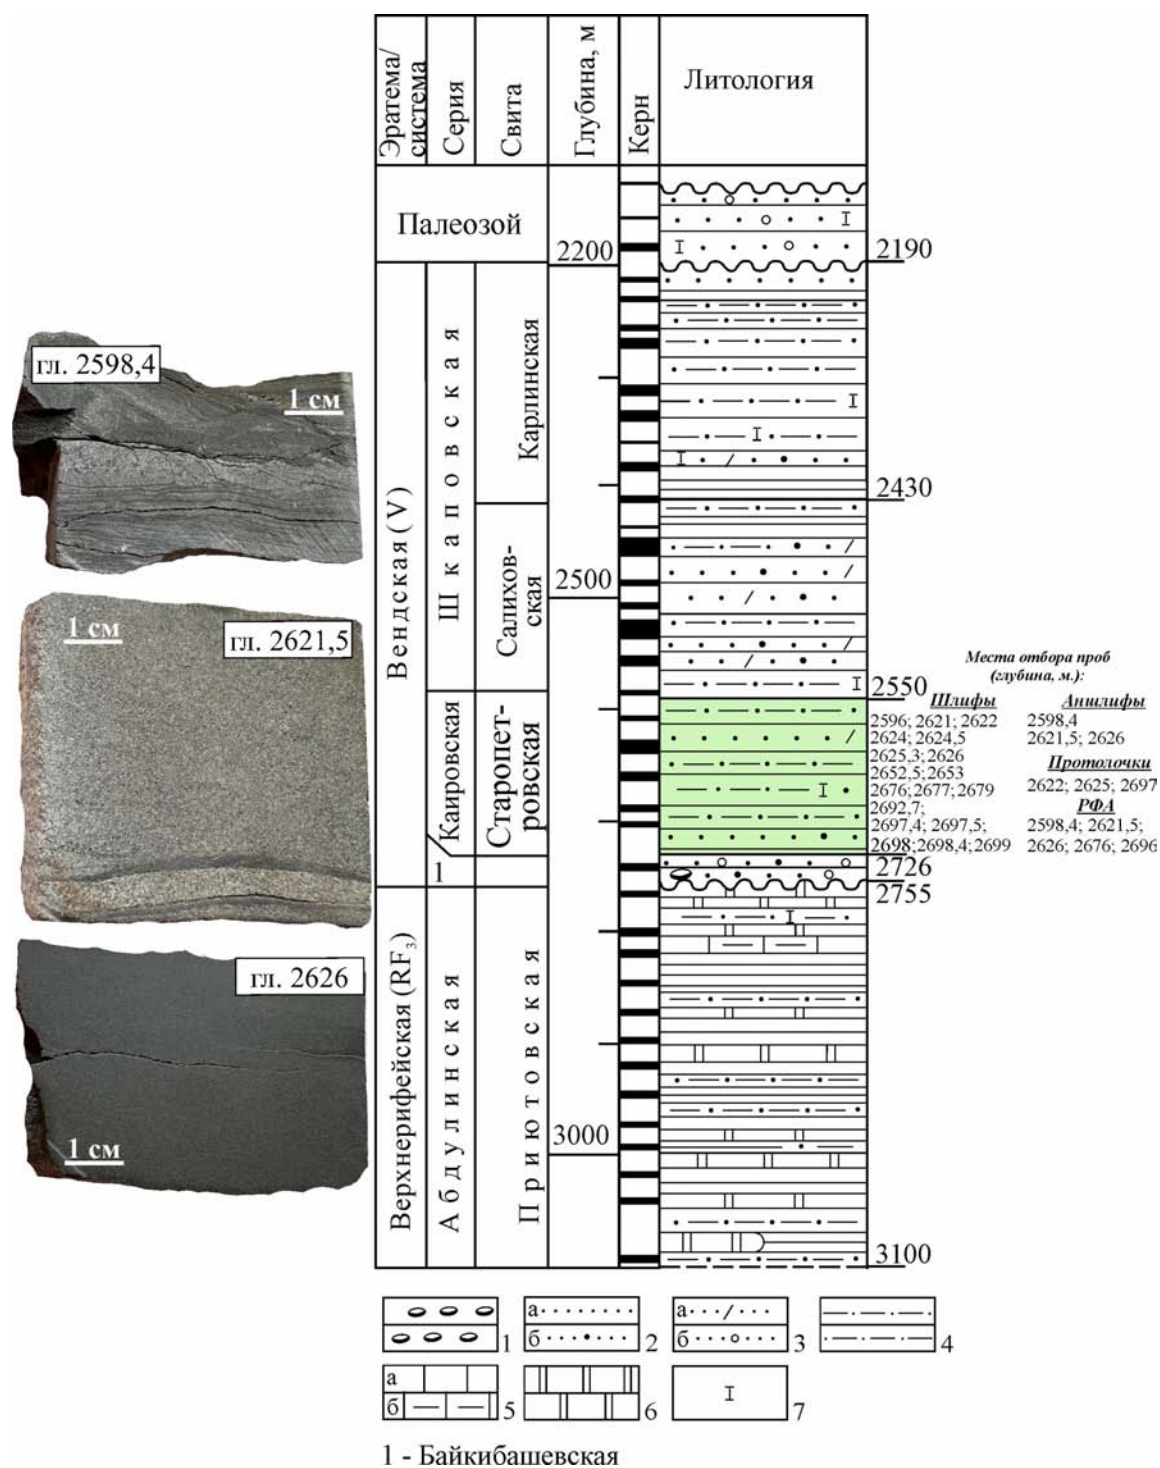 Эратема/
система
Серия
Свита
Глубина, м
Керн
Литология
Палеозой
2200
2190
Вендская (V)
Шкаповская
Карлинская
2430
Салихов-
ская
2500
2550
Каировская
Старопет-
ровская
1
2726
2755
Верхнерифейская (RF3)
Абдулинская
Приютовская
3000
3100
гл. 2598,4
1 см
1 см
гл. 2621,5
гл. 2626
1 см
Места отбора проб
(глубина, м.):
Шлифы
2596; 2621; 2622
2624; 2624,5
2625,3; 2626
2652,5; 2653
2676; 2677; 2679
2692,7;
2697,4; 2697,5;
2698; 2698,4; 2699
Аншлифы
2598,4
2621,5; 2626
Протолочки
2622; 2625; 2697
РФА
2598,4; 2621,5;
2626; 2676; 2696
1
а
б
2
а
б
3
4
а
б
5
6
7
1 - Байкибашевская